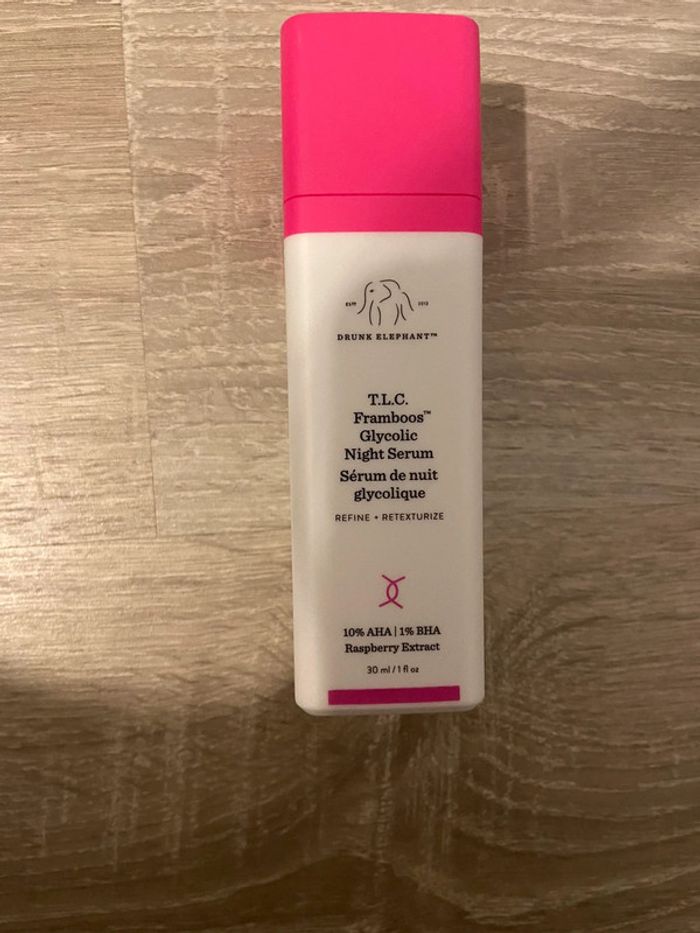 ESTD 2012
DRUNK ELEPHANT™
T.L.C.
Framboos™
Glycolic
Night Serum
Sérum de nuit
glycolique
REFINE + RETEXTURIZE
10% AHA | 1% BHA
Raspberry Extract
30 ml / 1 fl oz